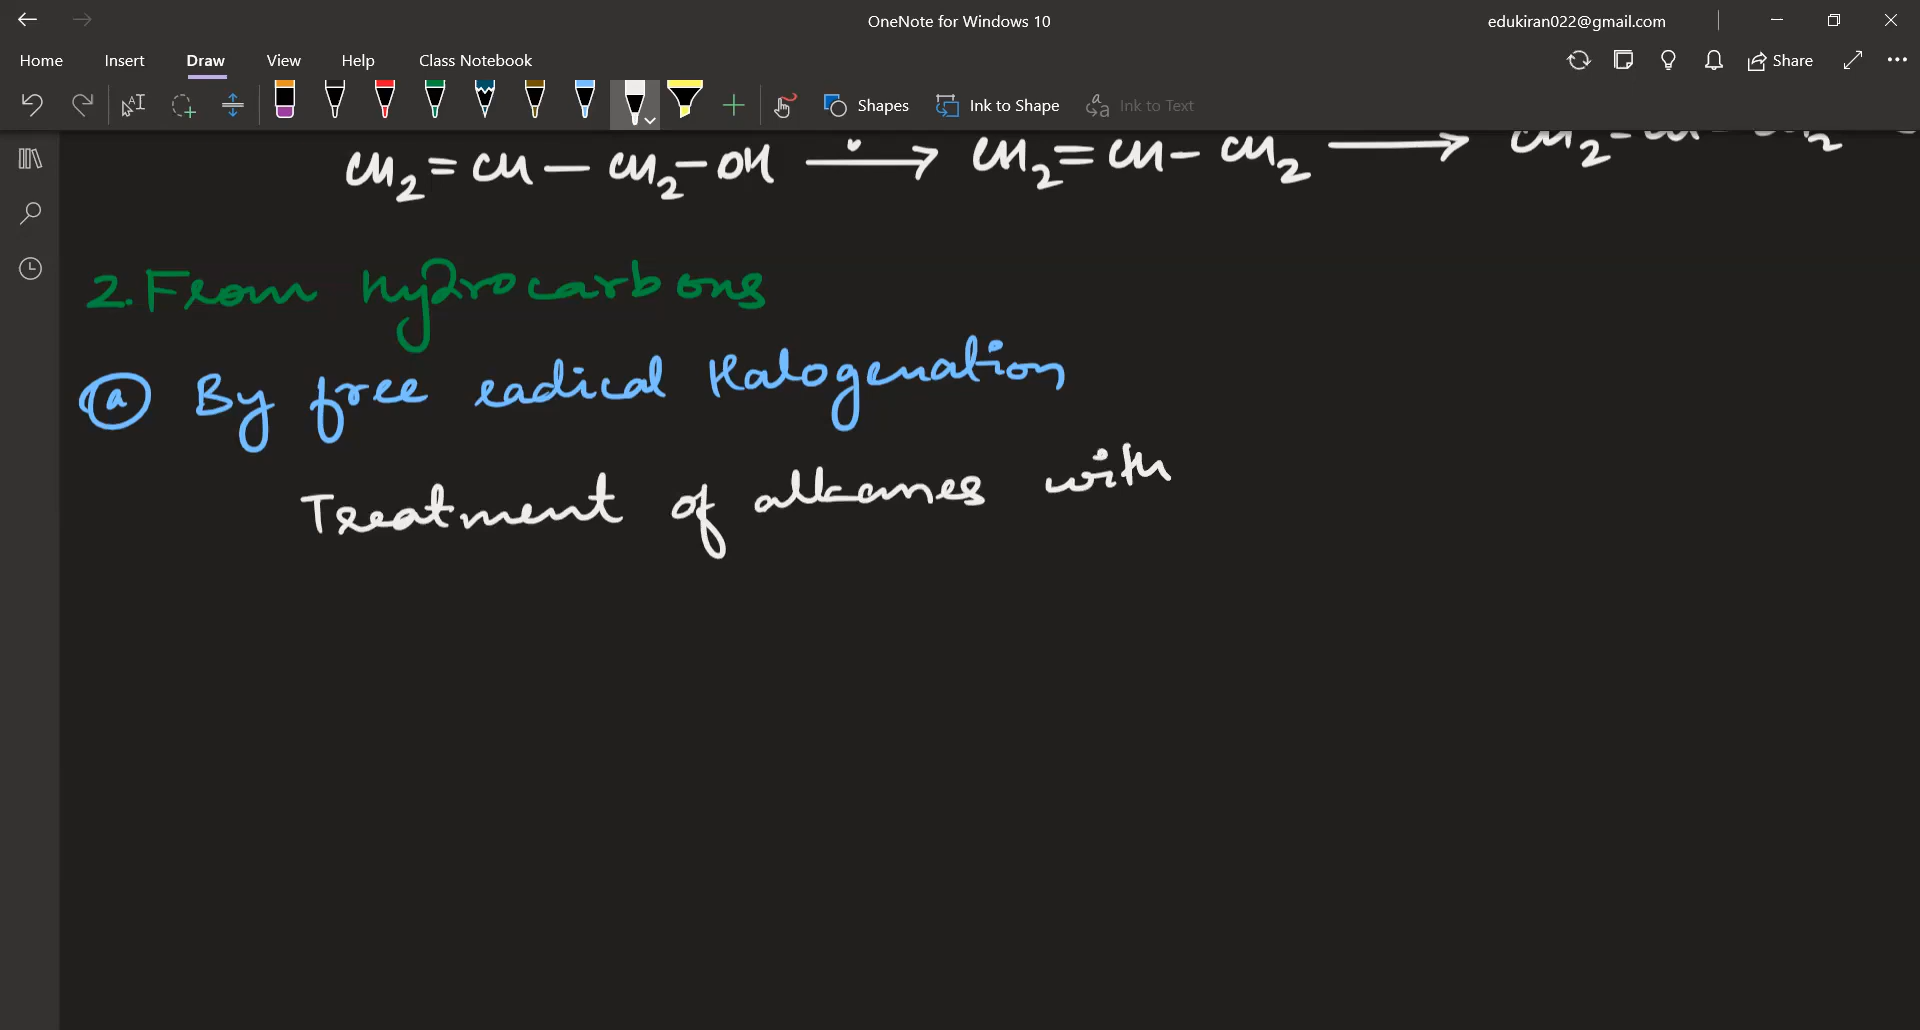 OneNote for Windows 10
edukiran022@gmail.com
Home Insert Draw View Help Class Notebook
Share
Shapes Ink to Shape Ink to Text
CH₂ = CH — CH₂ — OH ⟶ CH₂ = CH — CH₂ ⟶
2. From hydrocarbons
(a) By free radical Halogenation
Treatment of alkanes with